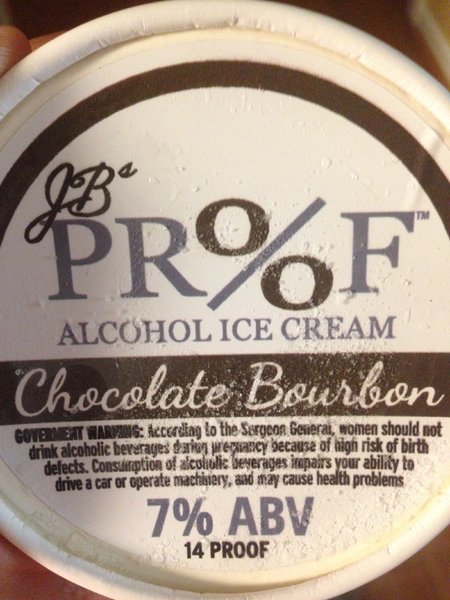 JB's
PR%F™
ALCOHOL ICE CREAM
Chocolate Bourbon
GOVERMENT WARNING: According to the Surgeon General, women should not
drink alcoholic beverages during pregnancy because of high risk of birth
defects. Consumption of alcoholic beverages impairs your ability to
drive a car or operate machinery, and may cause health problems
7% ABV
14 PROOF